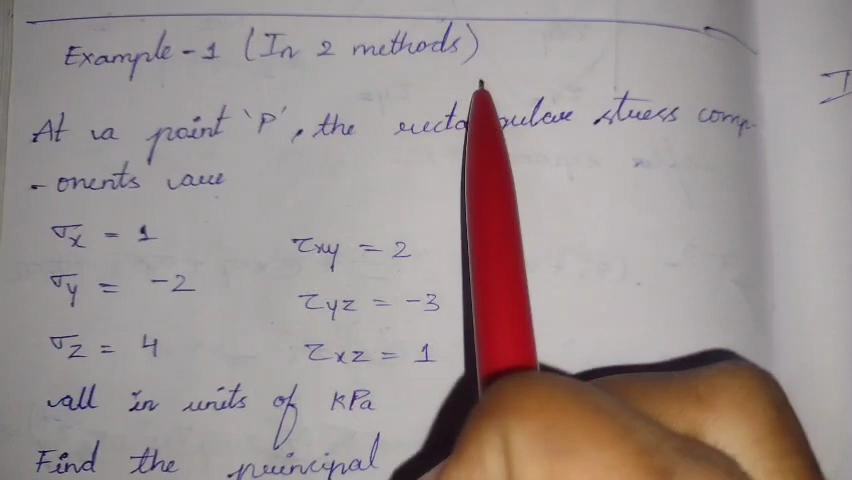 Example - 1 (In 2 methods)
At a point 'P', the stress comp-
- onents are
σx = 1
τxy = 2
σy = -2
τyz = -3
σz = 4
τxz = 1
all in units of kPa
Find the principal